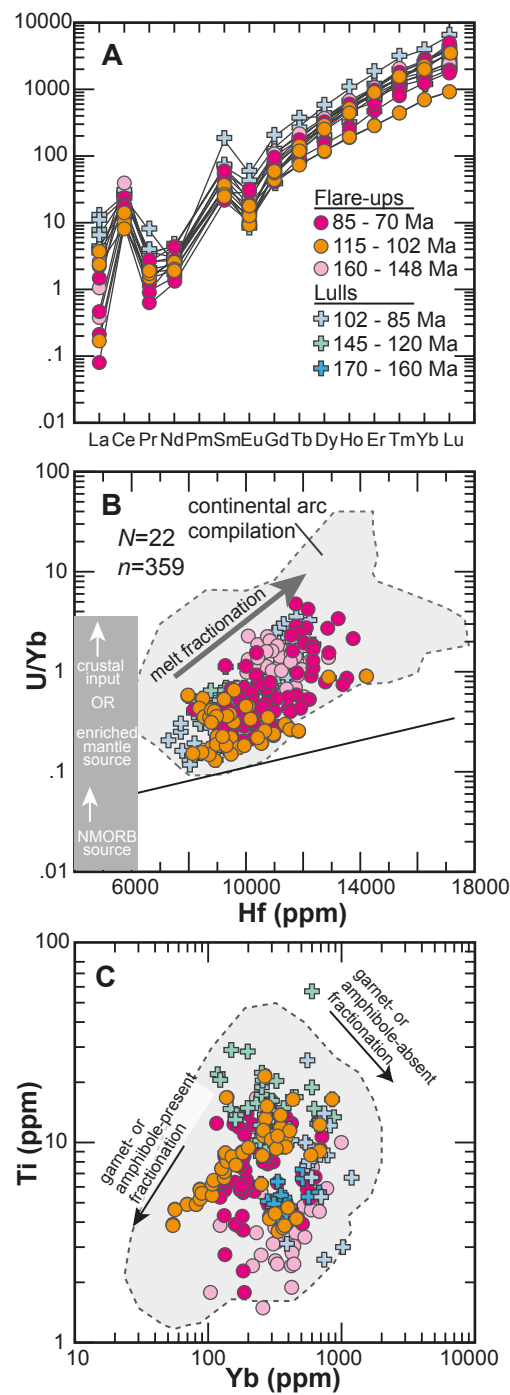 10000
1000
100
10
1
.1
.01
A
Flare-ups
85 - 70 Ma
115 - 102 Ma
160 - 148 Ma
Lulls
102 - 85 Ma
145 - 120 Ma
170 - 160 Ma
La Ce Pr Nd Pm Sm Eu Gd Tb Dy Ho Er Tm Yb Lu
100
10
1
.1
.01
U/Yb
B
N=22
n=359
continental arc
compilation
melt fractionation
crustal
input
OR
enriched
mantle
source
NMORB
source
6000 10000 14000 18000
Hf (ppm)
100
10
1
Ti (ppm)
C
garnet- or
amphibole-absent
fractionation
garnet- or
amphibole-present
fractionation
10 100 1000 10000
Yb (ppm)